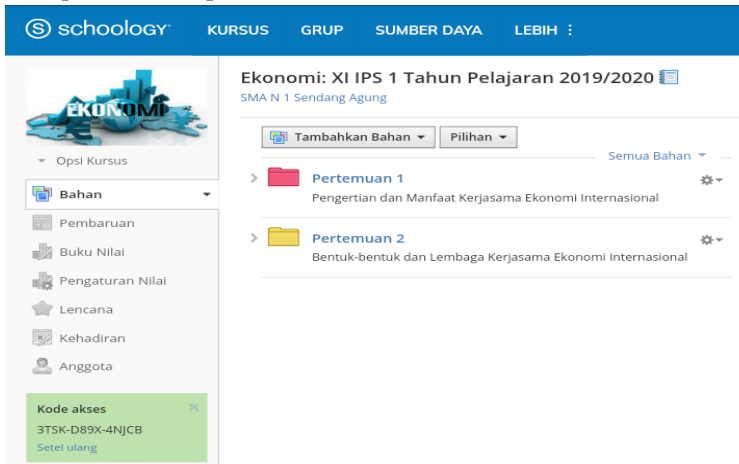 S schoology KURSUS GRUP SUMBER DAYA LEBIH
EKONOMI
Opsi Kursus
Bahan
Pembaruan
Buku Nilai
Pengaturan Nilai
Lencana
Kehadiran
Anggota
Kode akses
3TSK-D89X-4NJCB
Setel ulang
Ekonomi: XI IPS 1 Tahun Pelajaran 2019/2020
SMA N 1 Sendang Agung
Tambahkan Bahan Pilihan
Semua Bahan
Pertemuan 1
Pengertian dan Manfaat Kerjasama Ekonomi Internasional
Pertemuan 2
Bentuk-bentuk dan Lembaga Kerjasama Ekonomi Internasional